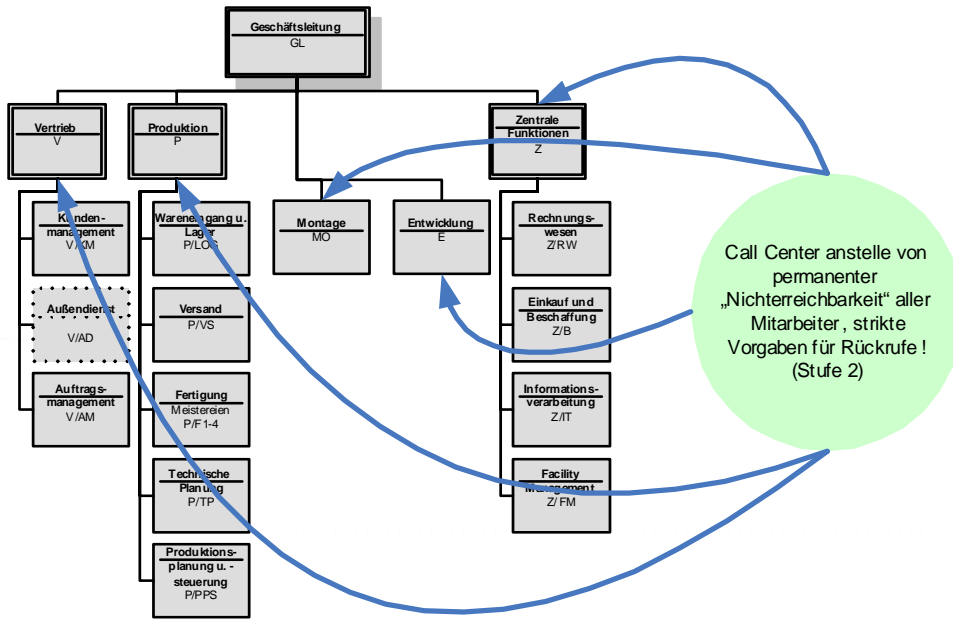 Geschäftsleitung
GL
Vertrieb
V
Produktion
P
Zentrale
Funktionen
Z
Kunden-
management
V/KM
Außendienst
V/AD
Auftrags-
management
V/AM
Wareneingang u.
Lager
P/LOG
Versand
P/VS
Fertigung
Meistereien
P/F1-4
Technische
Planung
P/TP
Produktions-
planung u. -
steuerung
P/PPS
Montage
MO
Entwicklung
E
Rechnungs-
wesen
Z/RW
Einkauf und
Beschaffung
Z/B
Informations-
verarbeitung
Z/IT
Facility
Management
Z/FM
Call Center anstelle von
permanenter
„Nichterreichbarkeit“ aller
Mitarbeiter, strikte
Vorgaben für Rückrufe !
(Stufe 2)